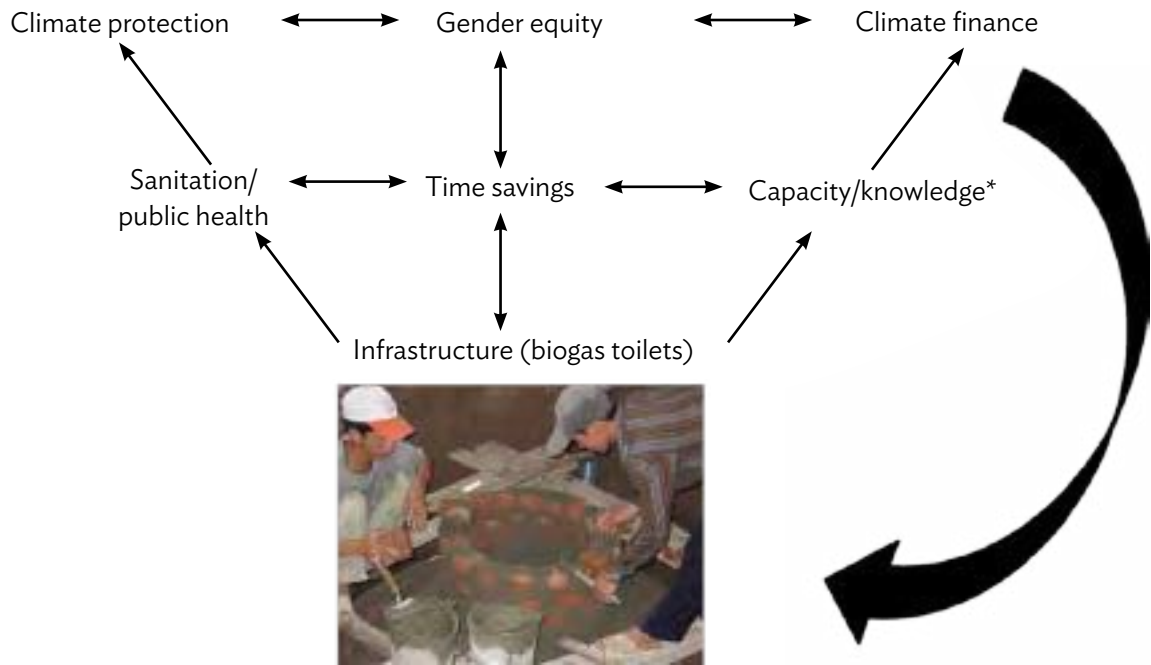 Climate protection
Gender equity
Climate finance
Sanitation/
public health
Time savings
Capacity/knowledge*
Infrastructure (biogas toilets)